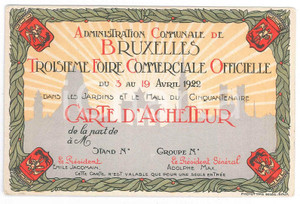 Administration Communale de
Bruxelles
Troisième Foire Commerciale Officielle
du 3 au 19 Avril 1922
dans les Jardins et le Hall du Cinquantenaire
Carte d'Acheteur
de la part de
à M
Stand No Groupe No
Le Président Le Président Général
Emile Jacqmain. Adolphe Max.
Cette Carte n'est valable que pour une seule entrée